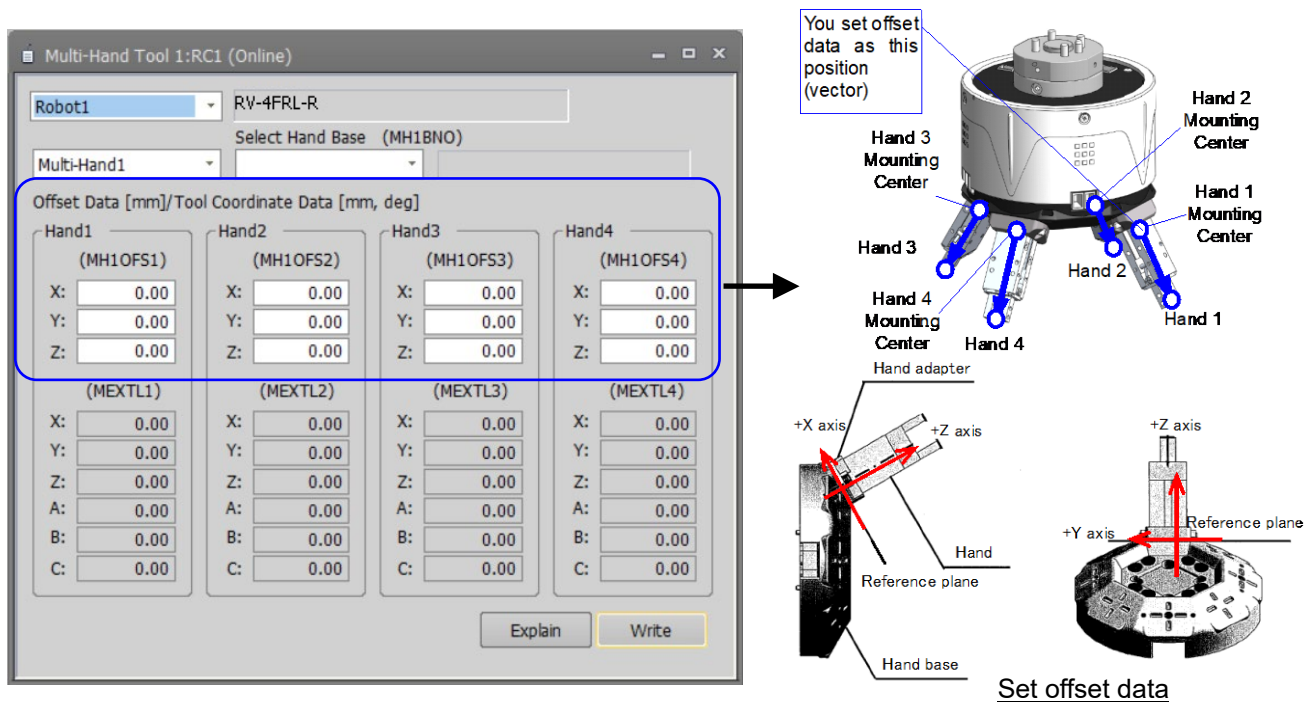 Multi-Hand Tool 1:RC1 (Online)
Robot1
RV-4FRL-R
Select Hand Base (MH1BNO)
Multi-Hand1
Offset Data [mm]/Tool Coordinate Data [mm, deg]
Hand1 Hand2 Hand3 Hand4
(MH1OFS1) (MH1OFS2) (MH1OFS3) (MH1OFS4)
X: 0.00 X: 0.00 X: 0.00 X: 0.00
Y: 0.00 Y: 0.00 Y: 0.00 Y: 0.00
Z: 0.00 Z: 0.00 Z: 0.00 Z: 0.00
(MEXTL1) (MEXTL2) (MEXTL3) (MEXTL4)
X: 0.00 X: 0.00 X: 0.00 X: 0.00
Y: 0.00 Y: 0.00 Y: 0.00 Y: 0.00
Z: 0.00 Z: 0.00 Z: 0.00 Z: 0.00
A: 0.00 A: 0.00 A: 0.00 A: 0.00
B: 0.00 B: 0.00 B: 0.00 B: 0.00
C: 0.00 C: 0.00 C: 0.00 C: 0.00
Explain Write
You set offset
data as this
position
(vector)
Hand 2
Mounting
Center
Hand 3
Mounting
Center
Hand 1
Mounting
Center
Hand 3
Hand 2
Hand 4
Mounting
Center
Hand 1
Hand 4
Hand adapter
+X axis
+Z axis
Hand
Reference plane
Hand base
+Z axis
Reference plane
+Y axis
Set offset data